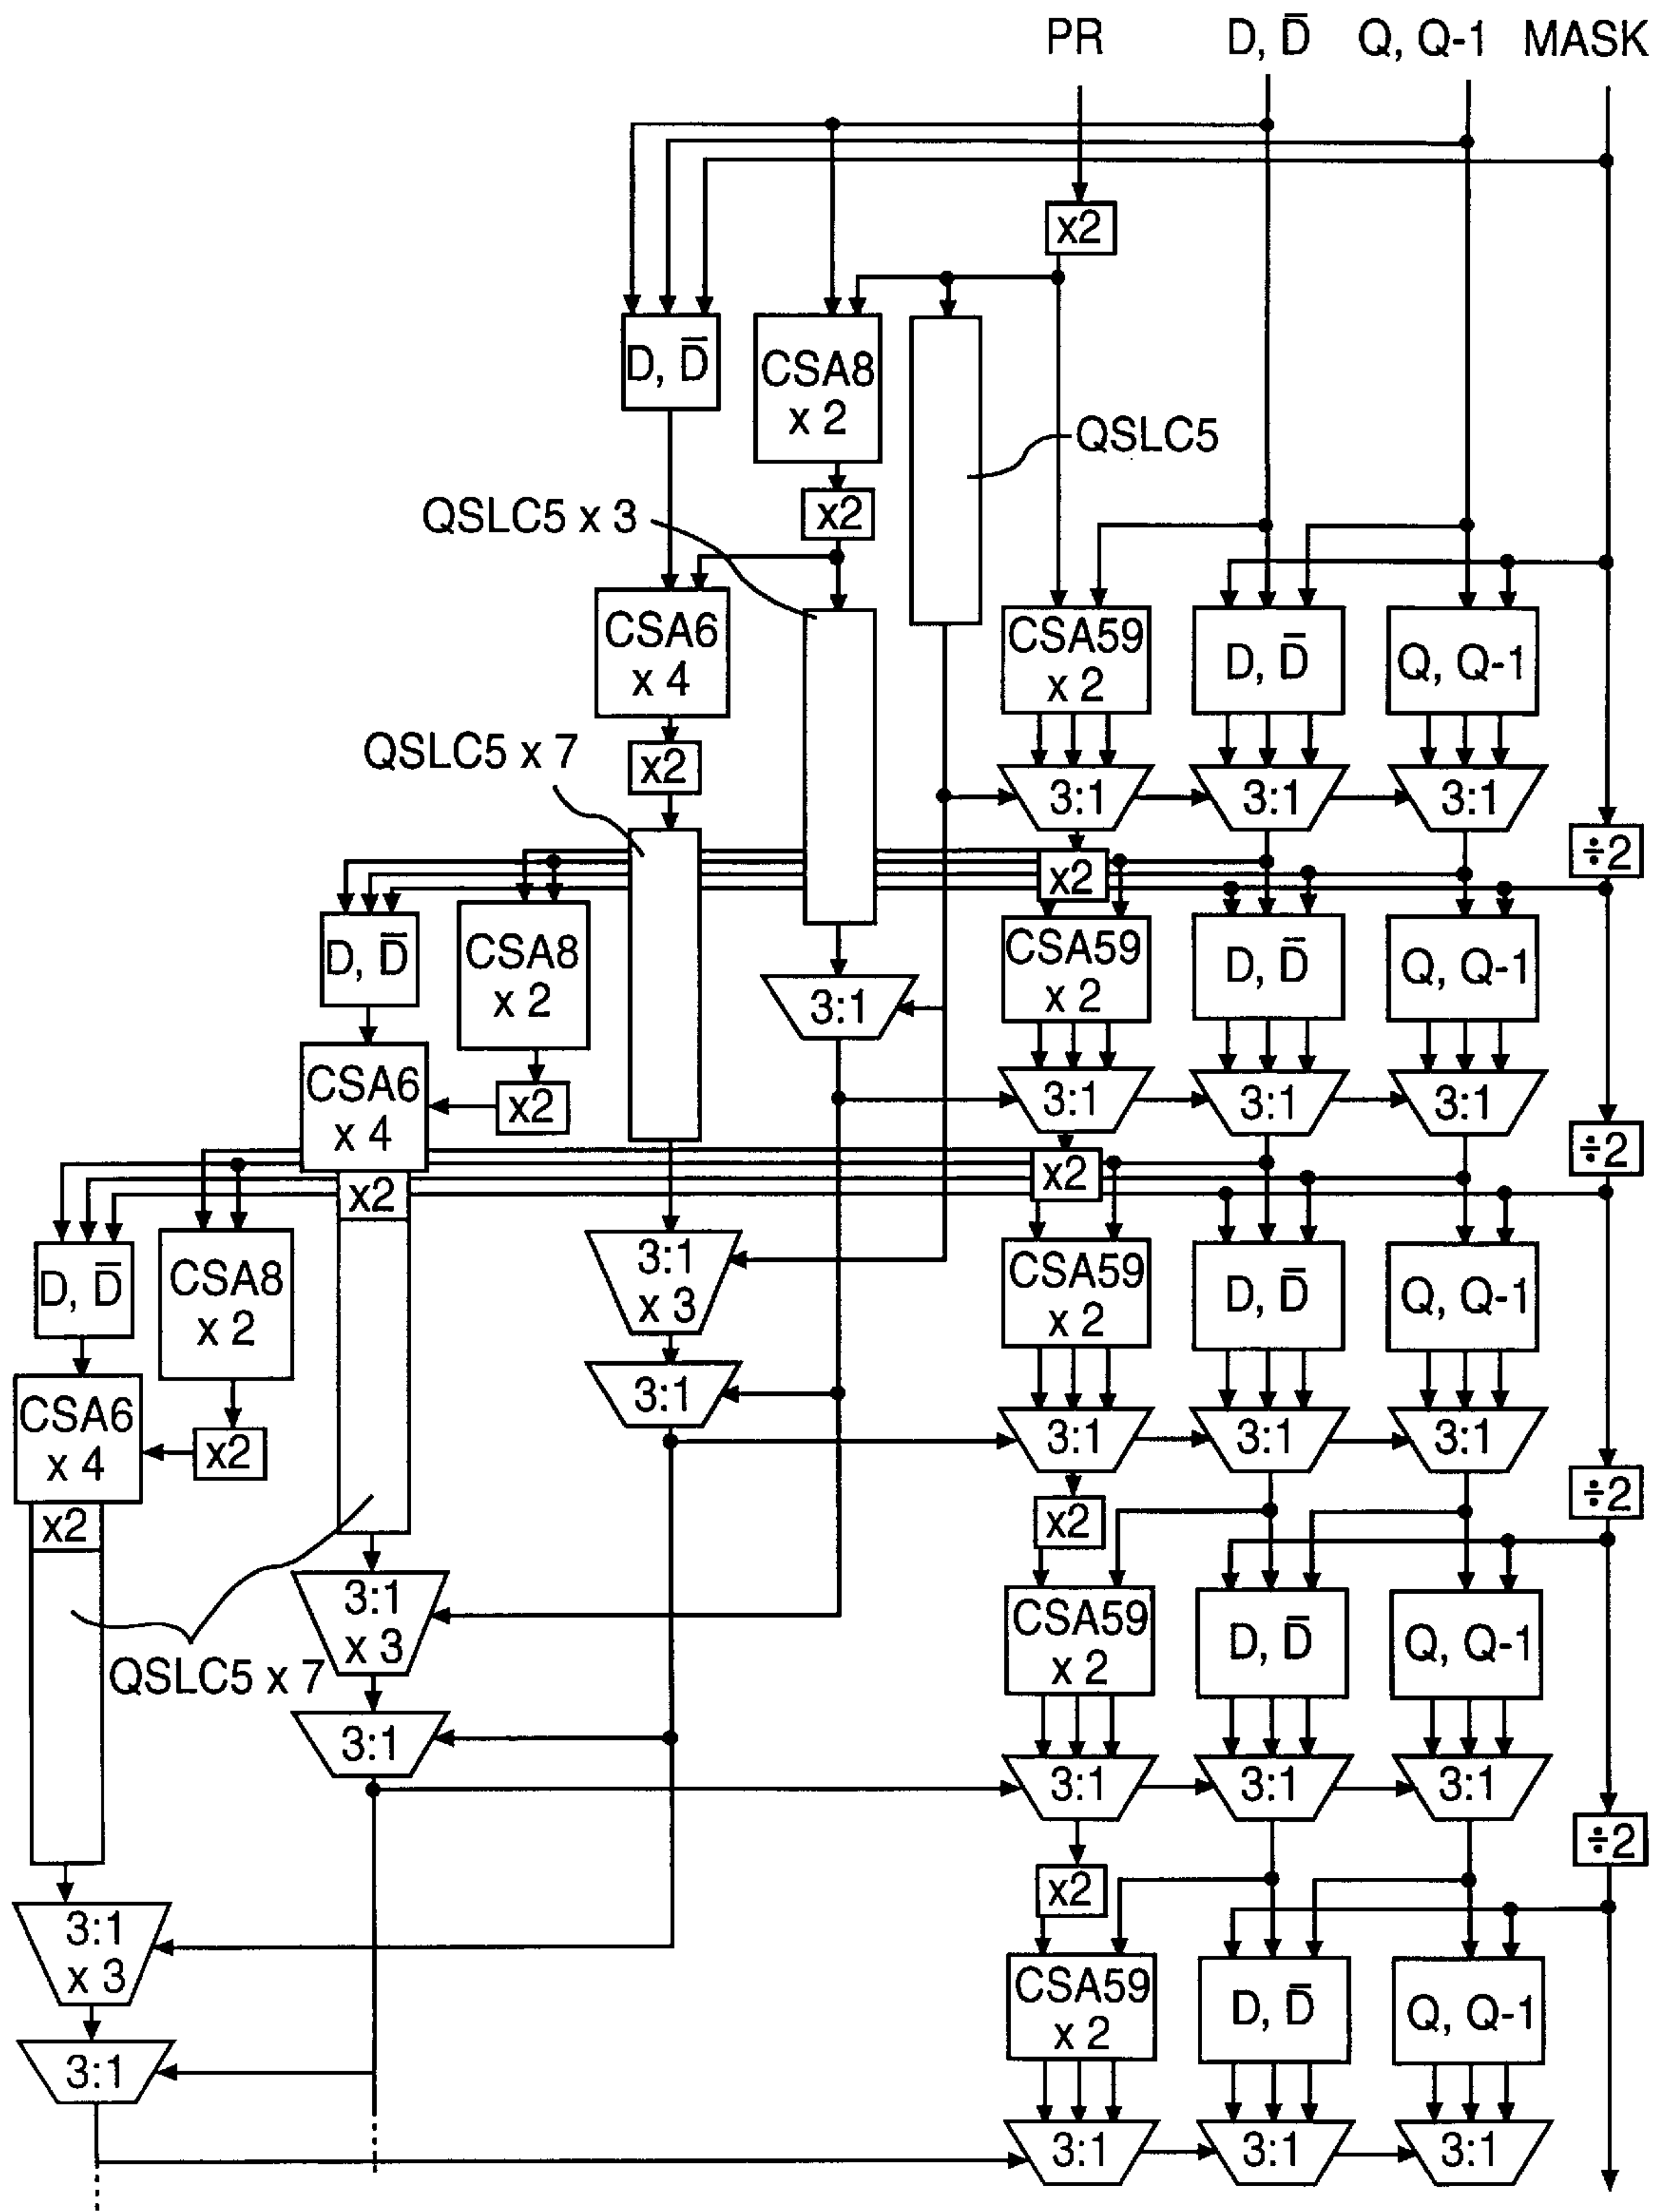 PR
D, D̅
Q, Q-1
MASK
x2
D, D̅
CSA8
x 2
QSLC5
QSLC5 x 3
x2
CSA6
x 4
CSA59
x 2
D, D̅
Q, Q-1
QSLC5 x 7
x2
3:1
3:1
3:1
÷2
x2
D, D̅
CSA8
x 2
CSA59
x 2
D, D̅
Q, Q-1
3:1
CSA6
x 4
x2
3:1
3:1
3:1
÷2
x2
x2
D, D̅
CSA8
x 2
3:1
x 3
CSA59
x 2
D, D̅
Q, Q-1
3:1
CSA6
x 4
x2
3:1
3:1
3:1
÷2
x2
x2
3:1
x 3
CSA59
x 2
D, D̅
Q, Q-1
QSLC5 x 7
3:1
3:1
3:1
3:1
÷2
x2
3:1
x 3
CSA59
x 2
D, D̅
Q, Q-1
3:1
3:1
3:1
3:1